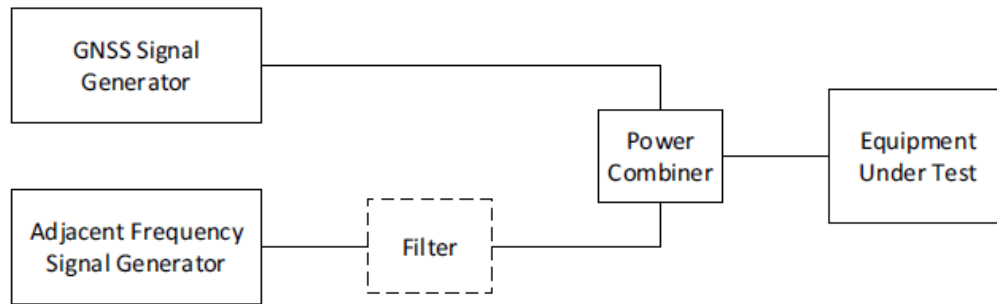 GNSS Signal
Generator
Power
Combiner
Equipment
Under Test
Adjacent Frequency
Signal Generator
Filter